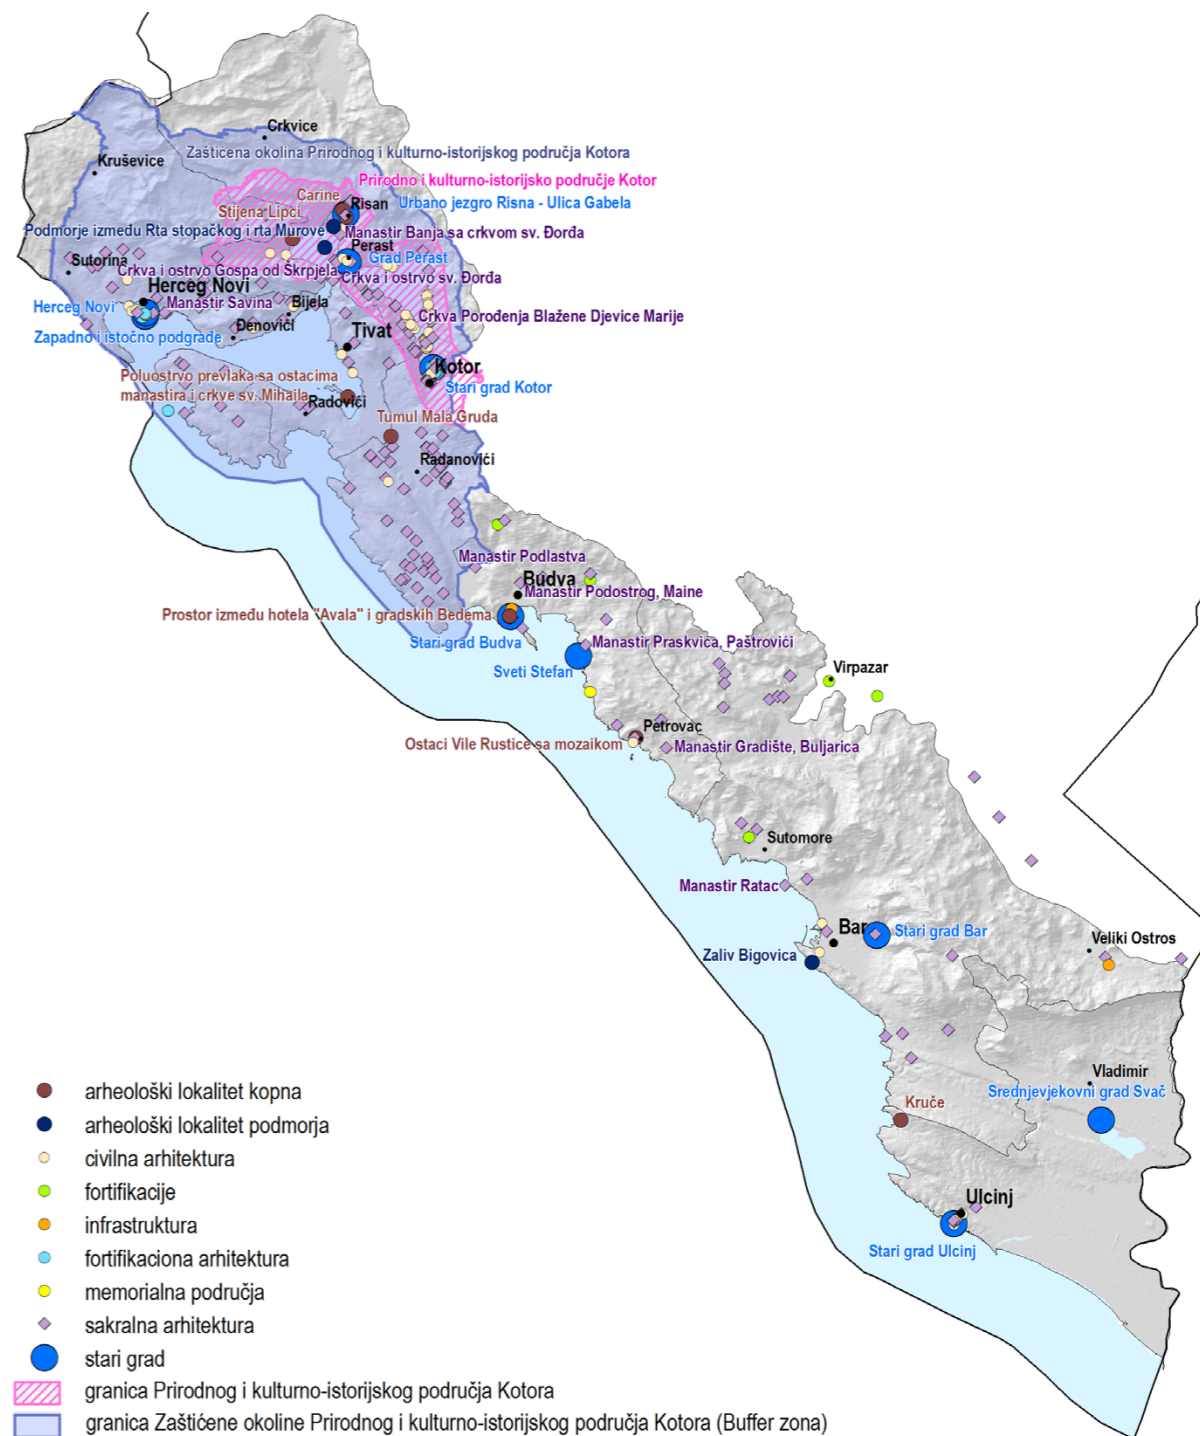 Crkvice
Zaštićena okolina Prirodnog i kulturno-istorijskog područja Kotora
Kruševice
Prirodno i kulturno-istorijsko područje Kotor
Carine
Risan
Urbano jezgro Risna - Ulica Gabela
Stijena Lipci
Podmorje između Rta stopačkog i rta Murove
Manastir Banja sa crkvom sv. Đorđa
Perast
Grad Perast
Sutorina
Crkva i ostrvo Gospa od Škrpjela
Crkva i ostrvo sv. Đorđa
Herceg Novi
Herceg Novi
Manastir Savina
Bijela
Crkva Porođenja Blažene Djevice Marije
Đenovići
Tivat
Zapadno i istočno podgrađe
Kotor
Stari grad Kotor
Poluostrvo prevlaka sa ostacima
manastira i crkve sv. Mihaila
Radovići
Tumul Mala Gruda
Radanovići
Manastir Podlastva
Budva
Manastir Podostrog, Maine
Prostor između hotela "Avala" i gradskih Bedema
Stari grad Budva
Manastir Praskvica, Paštrovići
Sveti Stefan
Virpazar
Petrovac
Ostaci Vile Rustice sa mozaikom
Manastir Gradište, Buljarica
Sutomore
Manastir Ratac
Bar
Stari grad Bar
Veliki Ostros
Zaliv Bigovica
Vladimir
Srednjevjekovni grad Svač
Kruče
Ulcinj
Stari grad Ulcinj
arheološki lokalitet kopna
arheološki lokalitet podmorja
civilna arhitektura
fortifikacije
infrastruktura
fortifikaciona arhitektura
memorialna područja
sakralna arhitektura
stari grad
granica Prirodnog i kulturno-istorijskog područja Kotora
granica Zaštićene okoline Prirodnog i kulturno-istorijskog područja Kotora (Buffer zona)